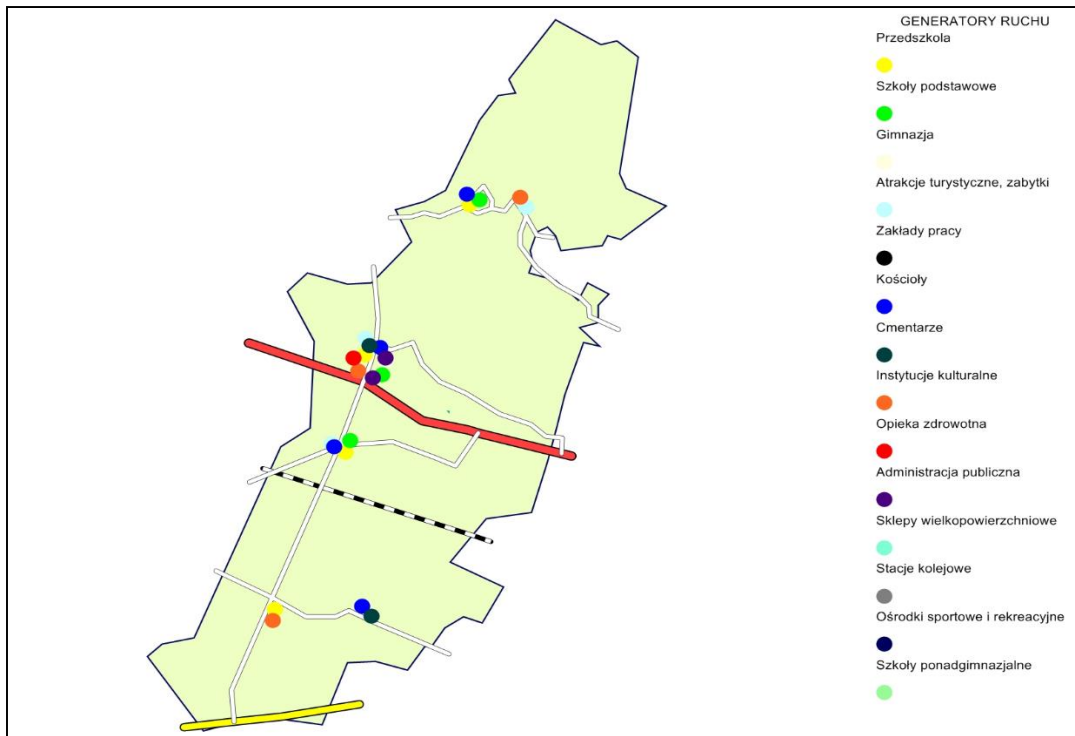 GENERATORY RUCHU
Przedszkola
Szkoły podstawowe
Gimnazja
Atrakcje turystyczne, zabytki
Zakłady pracy
Kościoły
Cmentarze
Instytucje kulturalne
Opieka zdrowotna
Administracja publiczna
Sklepy wielkopowierzchniowe
Stacje kolejowe
Ośrodki sportowe i rekreacyjne
Szkoły ponadgimnazjalne